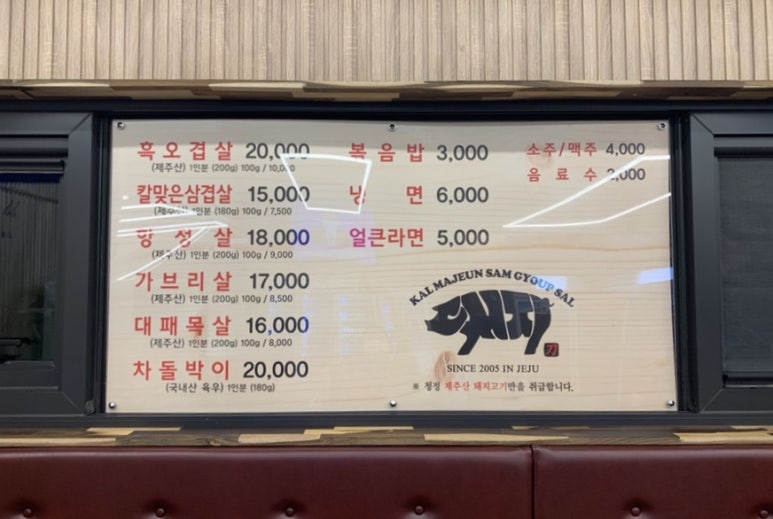 흑오겹살 20,000
(제주산) 1인분 (200g) 100g / 10,000
칼맞은삼겹살 15,000
(제주산) 1인분 (180g) 100g / 7,500
항정살 18,000
(제주산) 1인분 (200g) 100g / 9,000
가브리살 17,000
(제주산) 1인분 (200g) 100g / 8,500
대패목살 16,000
(제주산) 1인분 (200g) 100g / 8,000
차돌박이 20,000
(국내산 육우) 1인분 (180g)
볶음밥 3,000
냉면 6,000
얼큰라면 5,000
소주/맥주 4,000
음료수 2,000
KAL MAJEUN SAM GYOUP SAL
SINCE 2005 IN JEJU
※ 청정 제주산 돼지고기만을 취급합니다.